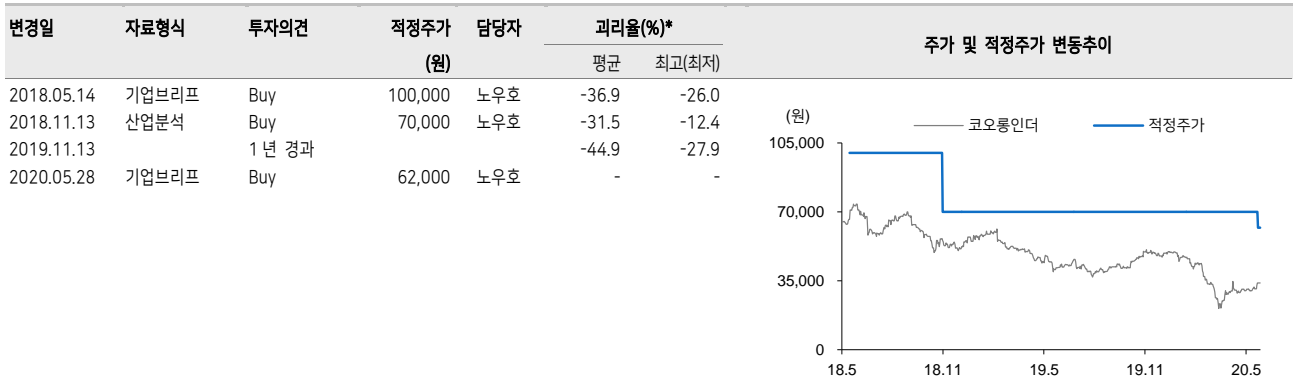 변경일 자료형식 투자의견 적정주가 담당자 괴리율(%)* 주가 및 적정주가 변동추이
(원) 평균 최고(최저)
2018.05.14 기업브리프 Buy 100,000 노우호 -36.9 -26.0
2018.11.13 산업분석 Buy 70,000 노우호 -31.5 -12.4
2019.11.13 1년 경과 -44.9 -27.9
2020.05.28 기업브리프 Buy 62,000 노우호 - -
(원)
코오롱인더 적정주가
105,000
70,000
35,000
0
18.5 18.11 19.5 19.11 20.5